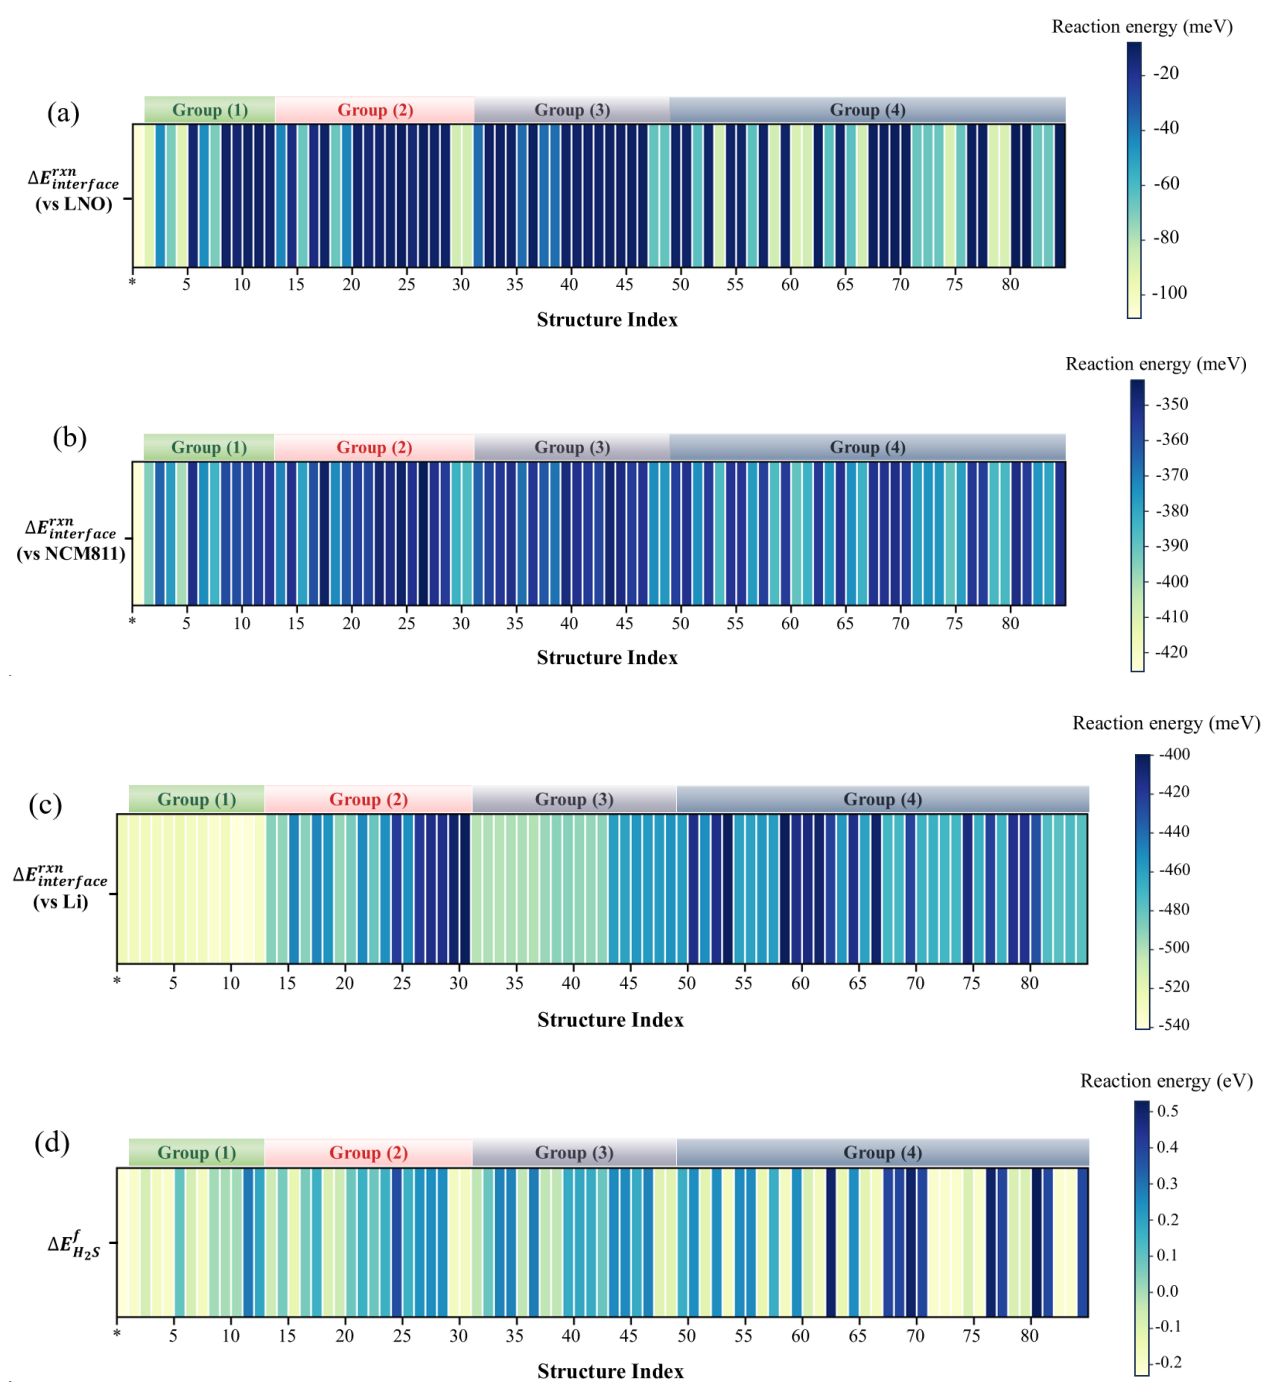 Reaction energy (meV)
(a)
Group (1) Group (2) Group (3) Group (4)
ΔE^{rxn}_{interface}
(vs LNO)
-20
-40
-60
-80
-100
* 5 10 15 20 25 30 35 40 45 50 55 60 65 70 75 80
Structure Index
Reaction energy (meV)
(b)
Group (1) Group (2) Group (3) Group (4)
ΔE^{rxn}_{interface}
(vs NCM811)
-350
-360
-370
-380
-390
-400
-410
-420
* 5 10 15 20 25 30 35 40 45 50 55 60 65 70 75 80
Structure Index
Reaction energy (meV)
(c)
Group (1) Group (2) Group (3) Group (4)
ΔE^{rxn}_{interface}
(vs Li)
-400
-420
-440
-460
-480
-500
-520
-540
* 5 10 15 20 25 30 35 40 45 50 55 60 65 70 75 80
Structure Index
Reaction energy (eV)
(d)
Group (1) Group (2) Group (3) Group (4)
ΔE^{f}_{H₂S}
0.5
0.4
0.3
0.2
0.1
0.0
-0.1
-0.2
* 5 10 15 20 25 30 35 40 45 50 55 60 65 70 75 80
Structure Index